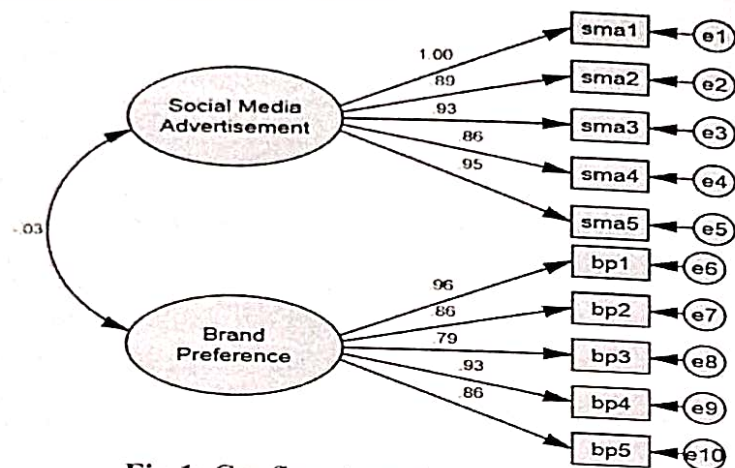 sma1
e1
1.00
.89
sma2
e2
Social Media
Advertisement
.93
sma3
e3
.86
sma4
e4
.95
sma5
e5
-.03
bp1
e6
.96
.86
bp2
e7
Brand
Preference
.79
bp3
e8
.93
bp4
e9
.86
bp5
e10
Fig 1: